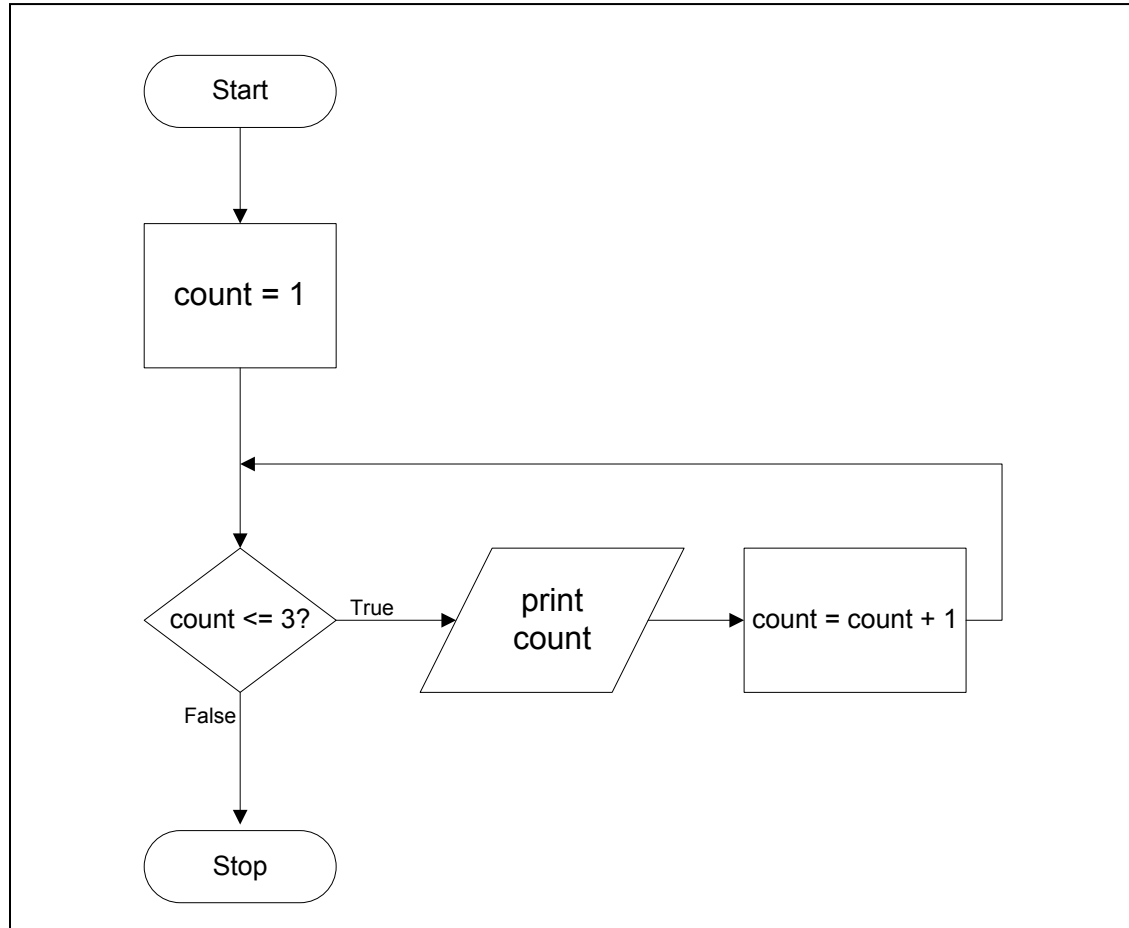 Start
count = 1
count <= 3?
True
print
count
count = count + 1
False
Stop